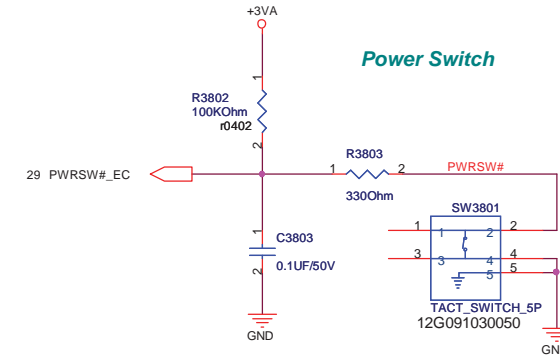 +3VA
Power Switch
1
R3802
100KOhm
r0402
2
R3803
29 PWRSW#_EC
1
2
PWRSW#
330Ohm
SW3801
1
1
2
2
C3803
1
3
3
4
4
0.1UF/50V
5
5
2
TACT_SWITCH_5P
12G091030050
GND
GN